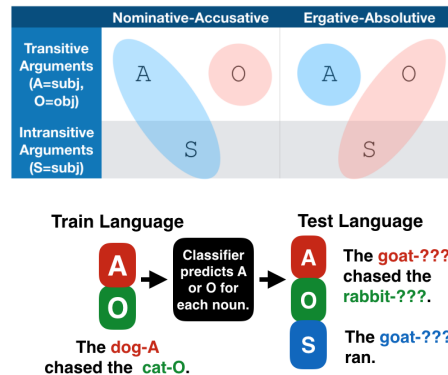 Nominative-Accusative
Ergative-Absolutive
Transitive
Arguments
(A=subj,
O=obj)
A
O
A
O
Intransitive
Arguments
(S=subj)
S
S
Train Language
Test Language
A
O
Classifier
predicts A
or O for
each noun.
A
O
S
The dog-A
chased the cat-O.
The goat-???
chased the
rabbit-???.
The goat-???
ran.